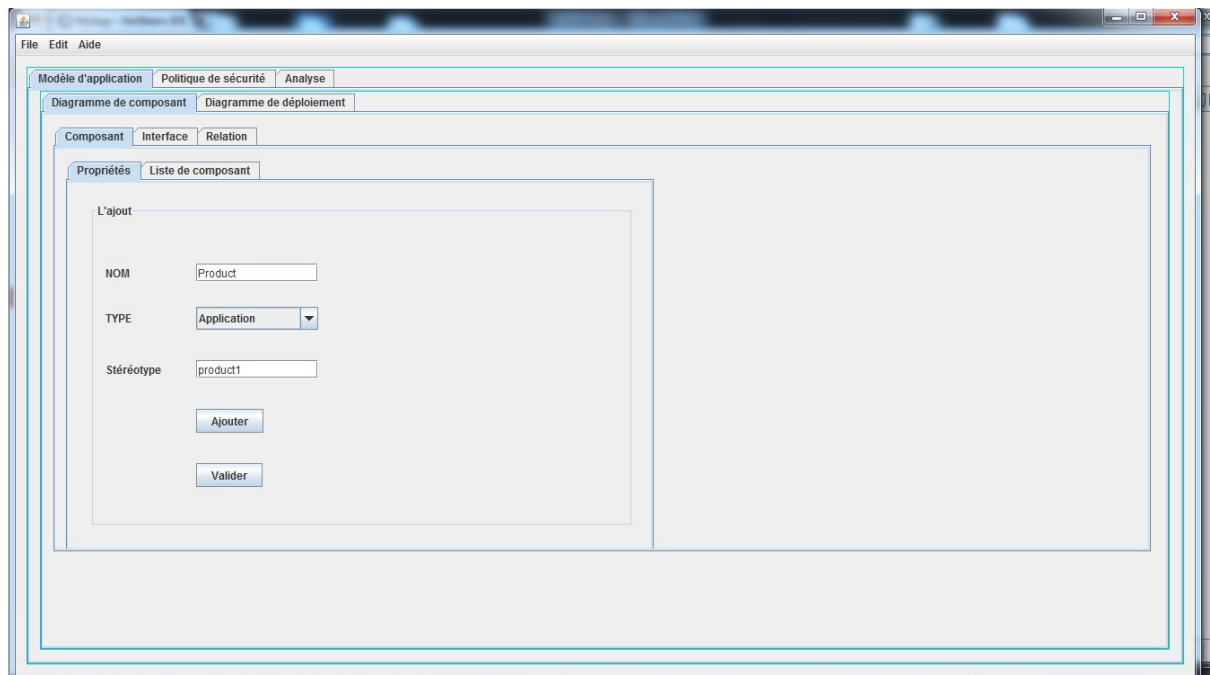 File Edit Aide
Modèle d'application Politique de sécurité Analyse
Diagramme de composant Diagramme de déploiement
Composant Interface Relation
Propriétés Liste de composant
L'ajout
NOM Product
TYPE Application
Stéréotype product1
Ajouter
Valider